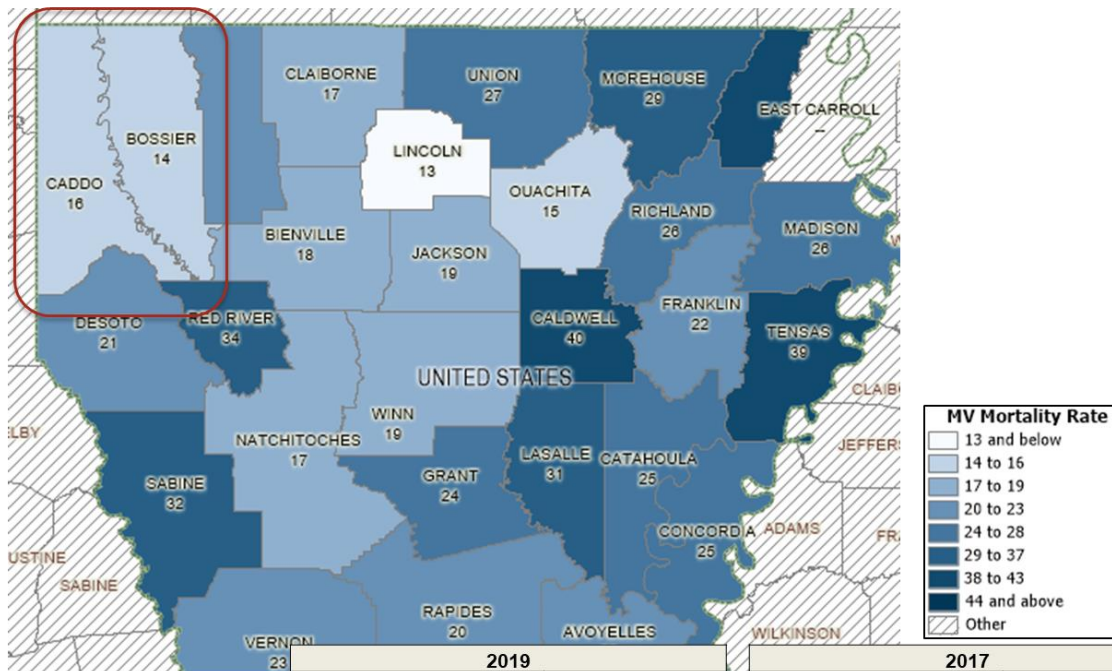 CLAIBORNE
17
UNION
27
MOREHOUSE
29
EAST CARROLL
--
BOSSIER
14
LINCOLN
13
CADDO
16
OUACHITA
15
RICHLAND
26
MADISON
26
BIENVILLE
18
JACKSON
19
DESOTO
21
RED RIVER
34
CALDWELL
40
FRANKLIN
22
TENSAS
39
UNITED STATES
CLAIBO
ELBY
WINN
19
NATCHITOCHES
17
LASALLE
31
CATAHOULA
25
JEFFERS
SABINE
32
GRANT
24
CONCORDIA
25
ADAMS
FRA
USTINE
SABINE
RAPIDES
20
AVOYELLES
WILKINSON
VERNON
23
MV Mortality Rate
13 and below
14 to 16
17 to 19
20 to 23
24 to 28
29 to 37
38 to 43
44 and above
Other
2019
2017